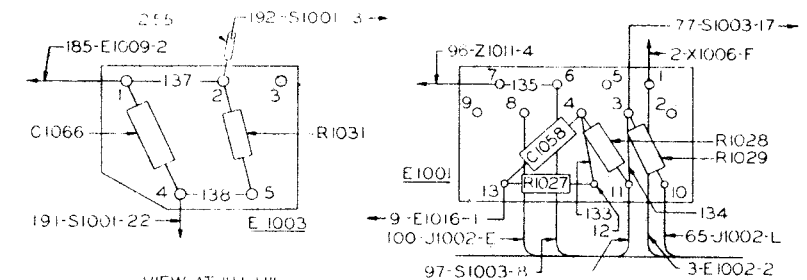 192-S1001-3
185-E1009-2
137
1
2
3
C1066
R1031
4
138
5
191-S1001-22
E1003
77-S1003-17
96-Z1011-4
2-X1006-F
7
135
6
5
1
9
8
4
3
2
C1058
R1028
R1029
E1001
13
R1027
11
10
9-E1016-1
133
134
12
100-J1002-E
65-J1002-L
97-S1003-8
3-E1002-2